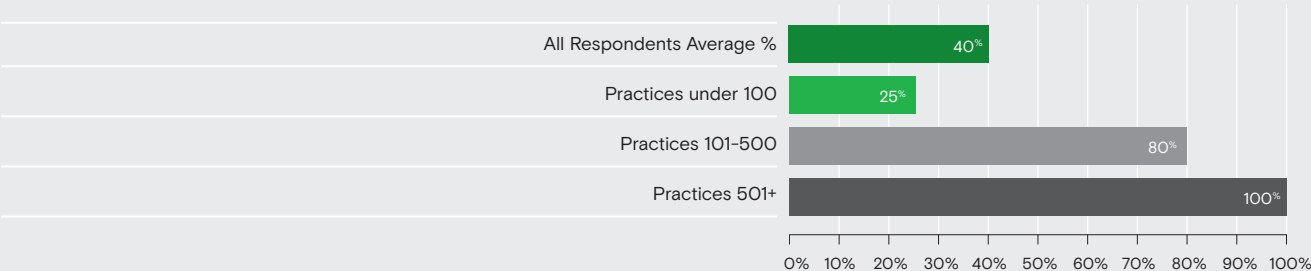 All Respondents Average % 40%
Practices under 100 25%
Practices 101-500 80%
Practices 501+ 100%
0% 10% 20% 30% 40% 50% 60% 70% 80% 90% 100%